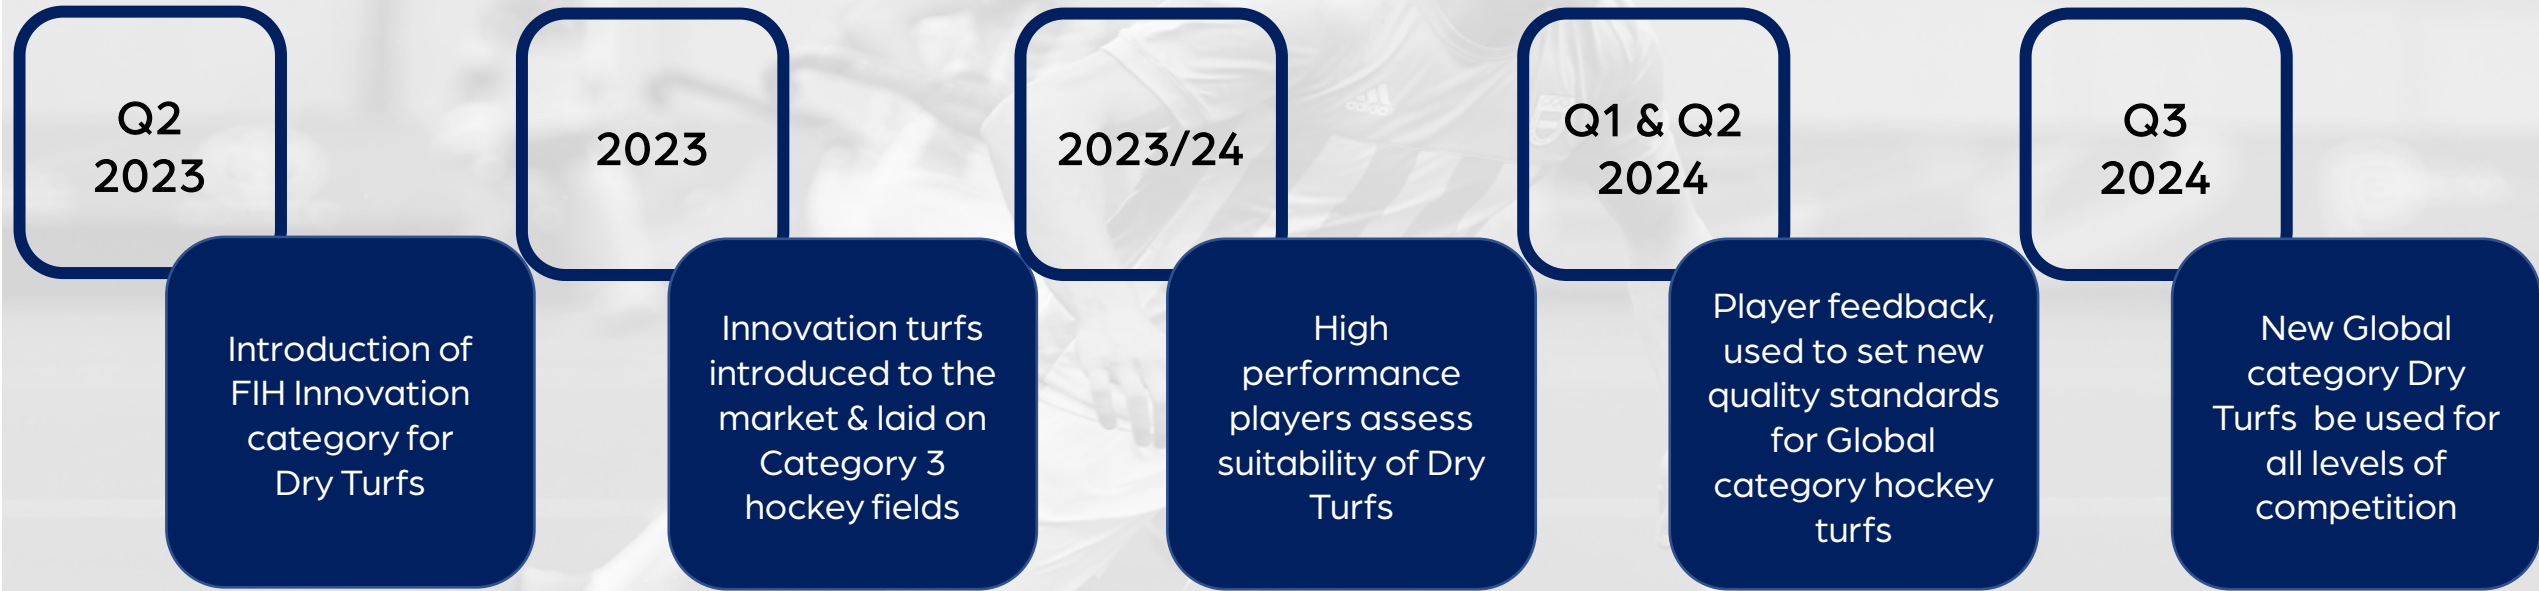 Q2
2023
Introduction of
FIH Innovation
category for
Dry Turfs
2023
Innovation turfs
introduced to the
market & laid on
Category 3
hockey fields
2023/24
High
performance
players assess
suitability of Dry
Turfs
Q1 & Q2
2024
Player feedback,
used to set new
quality standards
for Global
category hockey
turfs
Q3
2024
New Global
category Dry
Turfs  be used for
all levels of
competition
adidas